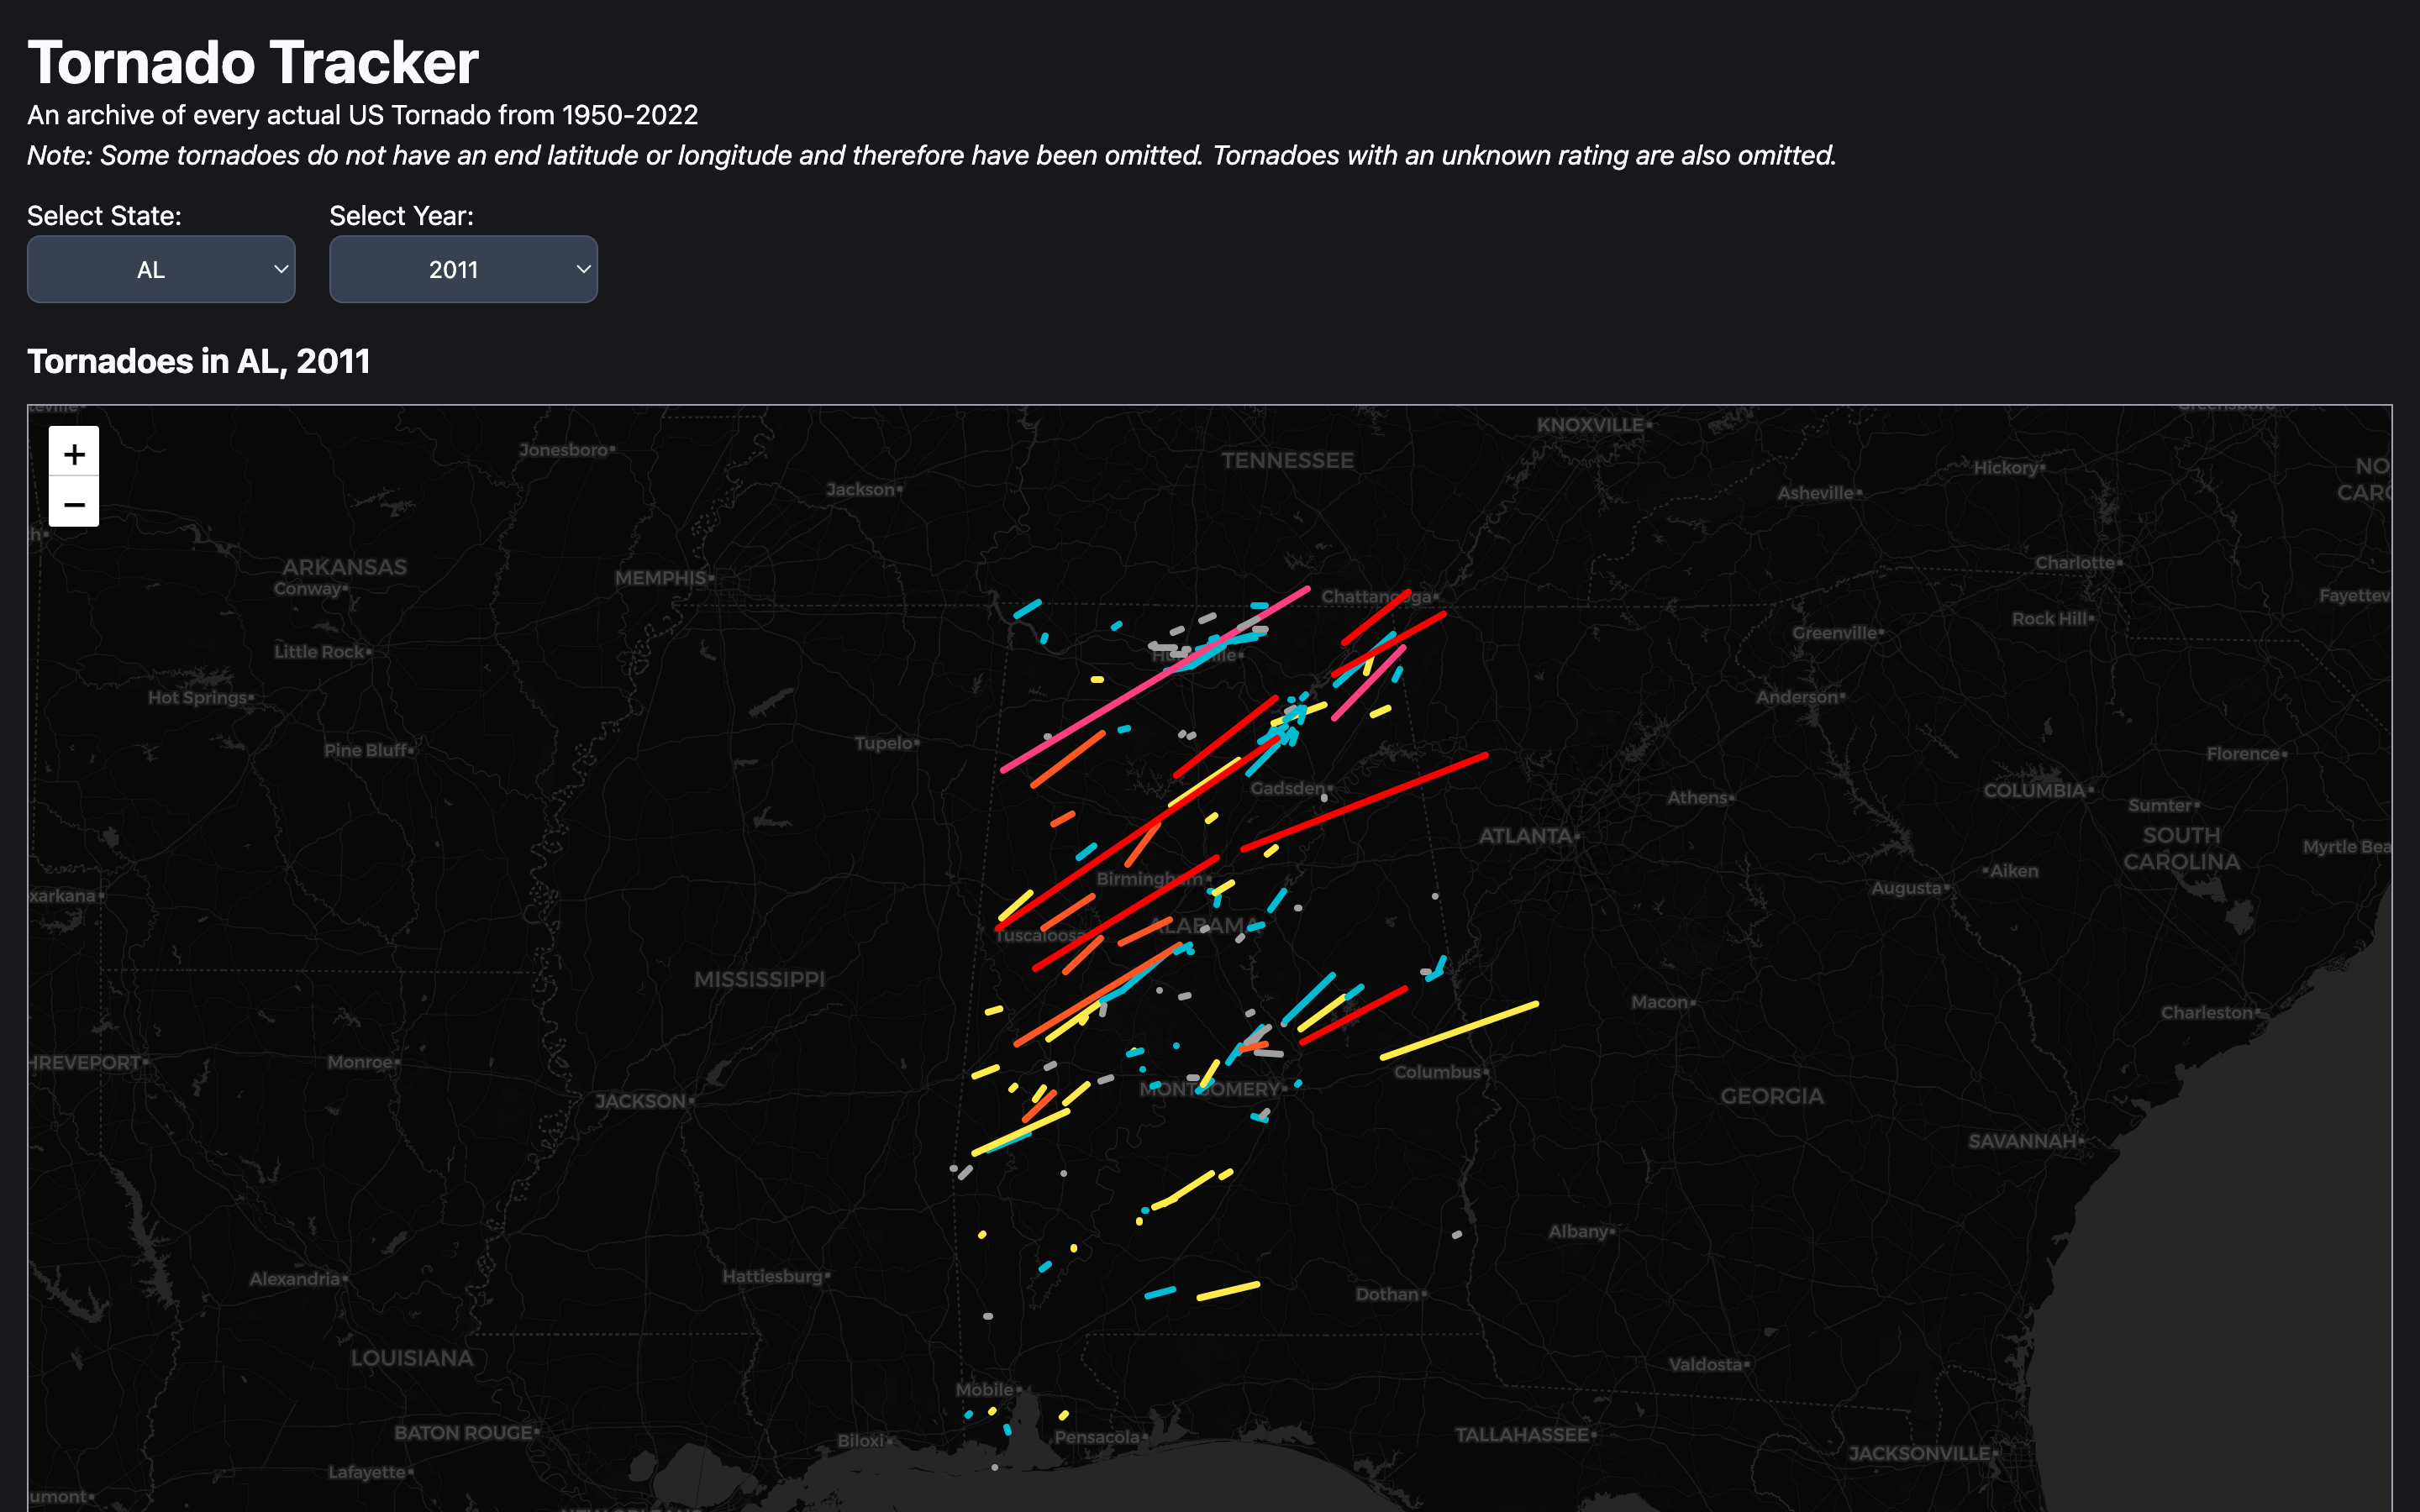 Tornado Tracker
An archive of every actual US Tornado from 1950-2022
Note: Some tornadoes do not have an end latitude or longitude and therefore have been omitted. Tornadoes with an unknown rating are also omitted.
Select State:
Select Year:
AL
2011
Tornadoes in AL, 2011
+
−
KNOXVILLE
Jonesboro
TENNESSEE
Hickory
NO
CARO
Jackson
Asheville
ARKANSAS
Charlotte
MEMPHIS
Conway
Chattanooga
Fayettev
Rock Hill
Greenville
Little Rock
Hot Springs
Anderson
Tupelo
Pine Bluff
Florence
Gadsden
COLUMBIA
Athens
Sumter
ATLANTA
SOUTH
CAROLINA
Myrtle Bea
Birmingham
Aiken
Augusta
xarkana
ALABAMA
Tuscaloosa
MISSISSIPPI
Macon
Charleston
HREVEPORT
Monroe
Columbus
MONTGOMERY
GEORGIA
JACKSON
SAVANNAH
Albany
Hattiesburg
Alexandria
Dothan
LOUISIANA
Valdosta
Mobile
BATON ROUGE
Pensacola
TALLAHASSEE
Biloxi
JACKSONVILLE
Lafayette
umont